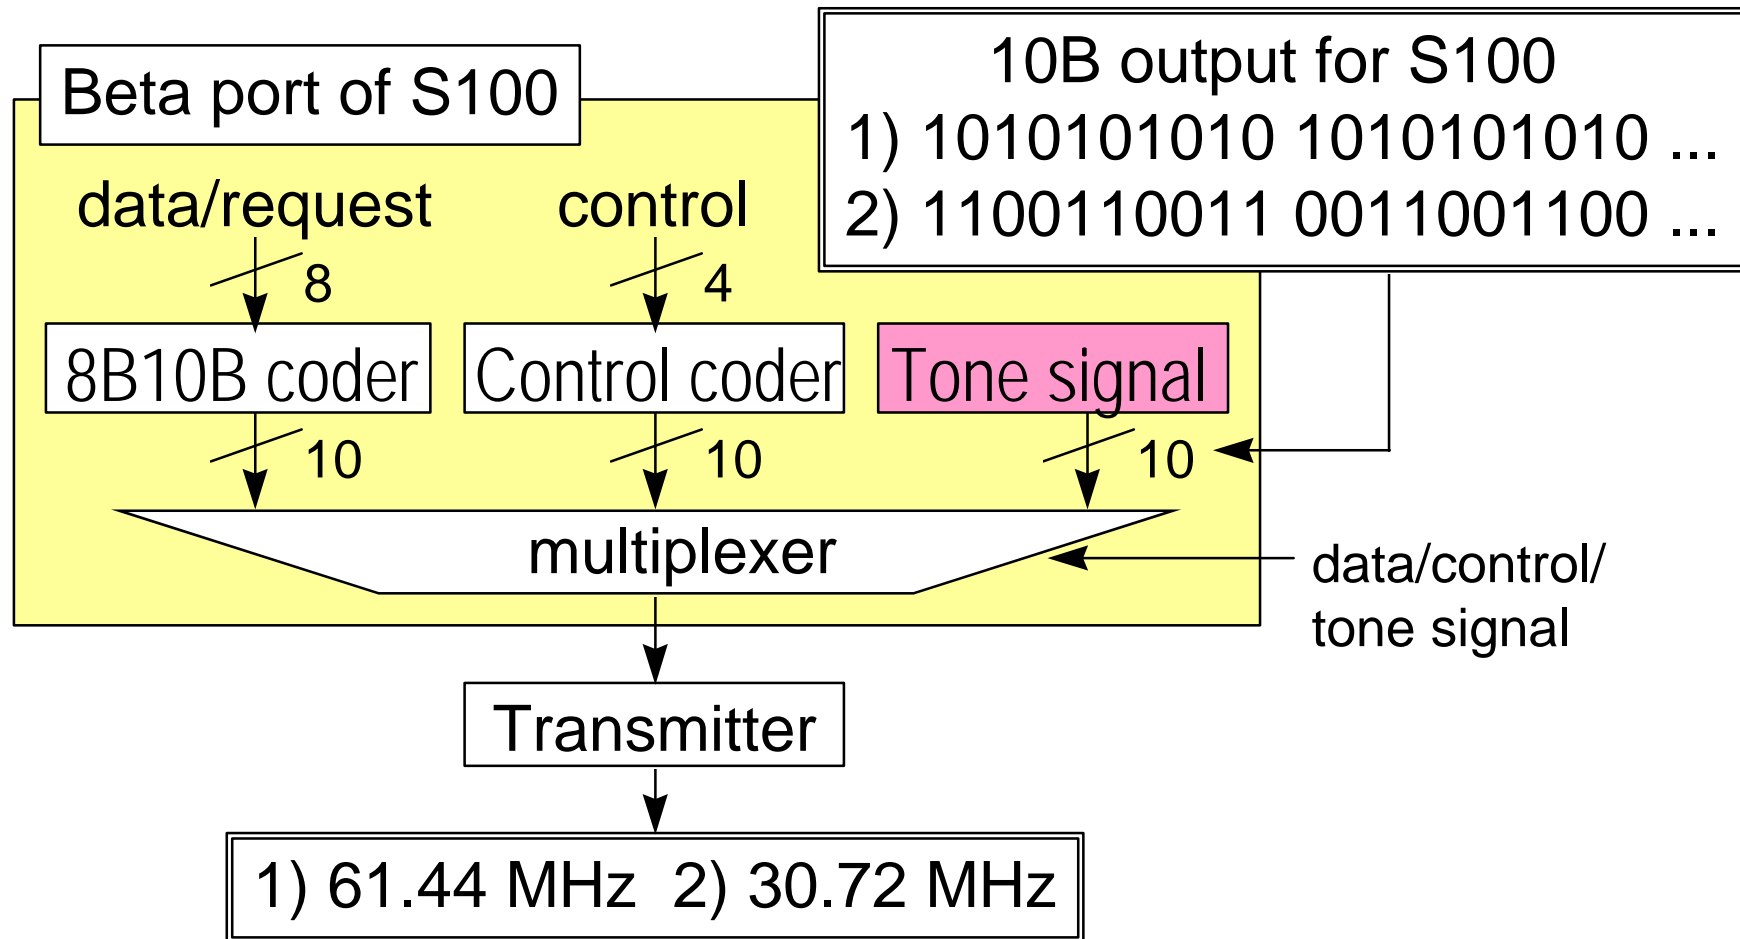 Beta port of S100
10B output for S100
1) 1010101010 1010101010 ...
2) 1100110011 0011001100 ...
data/request
control
8
4
8B10B coder
Control coder
Tone signal
10
10
10
multiplexer
data/control/
tone signal
Transmitter
1) 61.44 MHz 2) 30.72 MHz